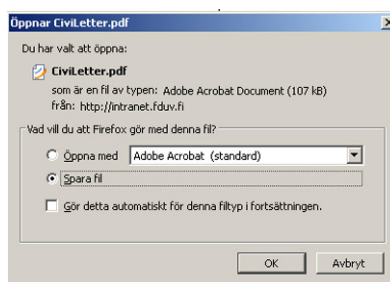 Öppnar CiviLetter.pdf
Du har valt att öppna:
CiviLetter.pdf
som är en fil av typen: Adobe Acrobat Document (107 kB)
från: http://intranet.fduv.fi
Vad vill du att Firefox gör med denna fil?
Öppna med Adobe Acrobat (standard)
Spara fil
Gör detta automatiskt för denna filtyp i fortsättningen.
OK Avbryt